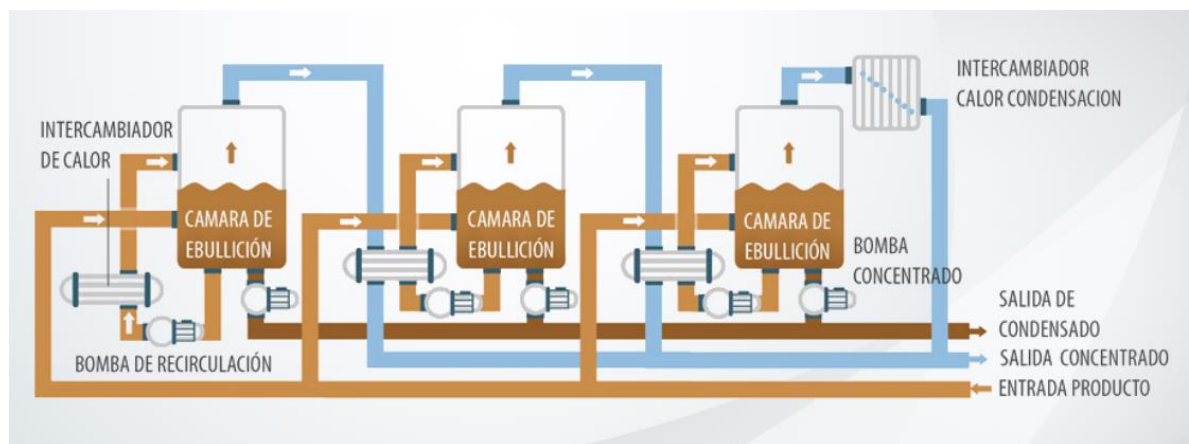 INTERCAMBIADOR
DE CALOR
CAMARA DE
EBULLICIÓN
BOMBA DE RECIRCULACIÓN
CAMARA DE
EBULLICIÓN
CAMARA DE
EBULLICIÓN
INTERCAMBIADOR
CALOR CONDENSACION
BOMBA
CONCENTRADO
SALIDA DE
CONDENSADO
SALIDA CONCENTRADO
ENTRADA PRODUCTO